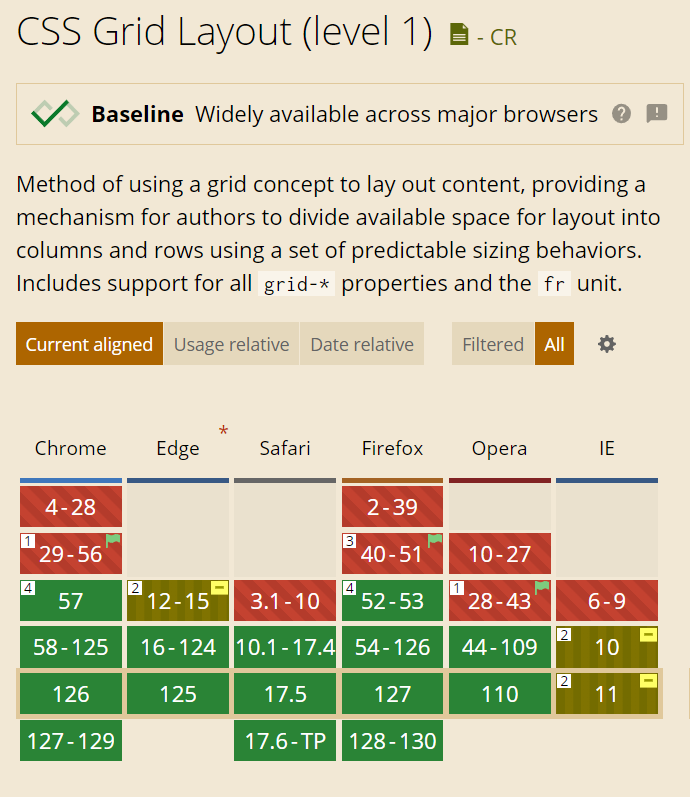 CSS Grid Layout (level 1) - CR
Baseline Widely available across major browsers ?
Method of using a grid concept to lay out content, providing a
mechanism for authors to divide available space for layout into
columns and rows using a set of predictable sizing behaviors.
Includes support for all grid-* properties and the fr unit.
Current aligned Usage relative Date relative Filtered All
Chrome Edge * Safari Firefox Opera IE
4-28 2-39
1 29-56 3 40-51 10-27
4 57 2 12-15 3.1-10 4 52-53 1 28-43 6-9
58-125 16-124 10.1-17.4 54-126 44-109 2 10
126 125 17.5 127 110 2 11
127-129 17.6-TP 128-130